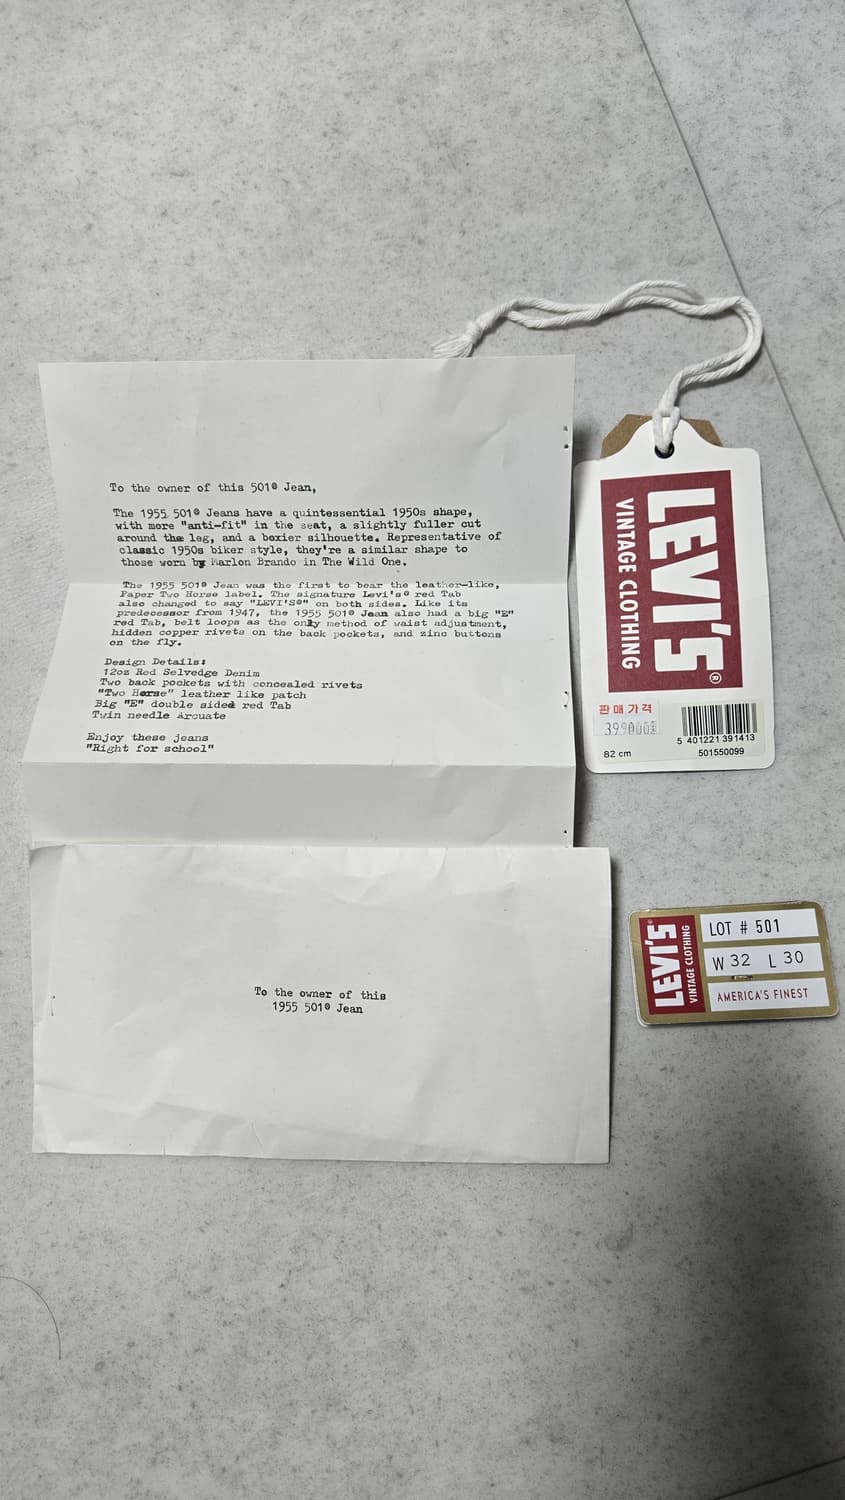 To the owner of this 501® Jean,
The 1955 501® Jeans have a quintessential 1950s shape,
with more "anti-fit" in the seat, a slightly fuller cut
around the leg, and a boxier silhouette. Representative of
classic 1950s biker style, they're a similar shape to
those worn by Marlon Brando in The Wild One.
The 1955 501® Jean was the first to bear the leather-like,
Paper Two Horse label. The signature Levi's® red Tab
also changed to say "LEVI'S®" on both sides. Like its
predecessor from 1947, the 1955 501® Jean also had a big "E"
red Tab, belt loops as the only method of waist adjustment,
hidden copper rivets on the back pockets, and zinc buttons
on the fly.
Design Details:
12oz Red Selvedge Denim
Two back pockets with concealed rivets
"Two Horse" leather like patch
Big "E" double sided red Tab
Twin needle Arcuate
Enjoy these jeans
"Right for school"
To the owner of this
1955 501® Jean
LEVI'S®
VINTAGE CLOTHING
판매가격
399000원
82 cm
5 401221 391413
501550099
LEVI'S®
VINTAGE CLOTHING
LOT # 501
W 32 L 30
AMERICA'S FINEST